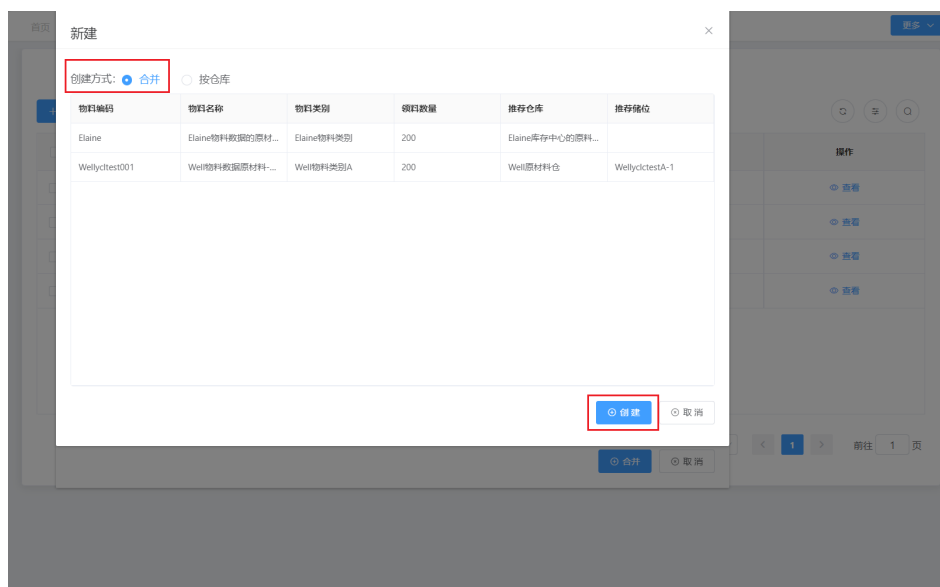 首页
新建
更多
创建方式: 合并 按仓库
物料编码 物料名称 物料类别 领料数量 推荐仓库 推荐储位
Elaine Elaine物料数据的原材... Elaine物料类别 200 Elaine库存中心的原料...
Wellycltest001 Well物料数据原材料-... Well物料类别A 200 Well原材料仓 WellyclctestA-1
操作
查看
查看
查看
查看
创建 取消
1 前往 1 页
合并 取消